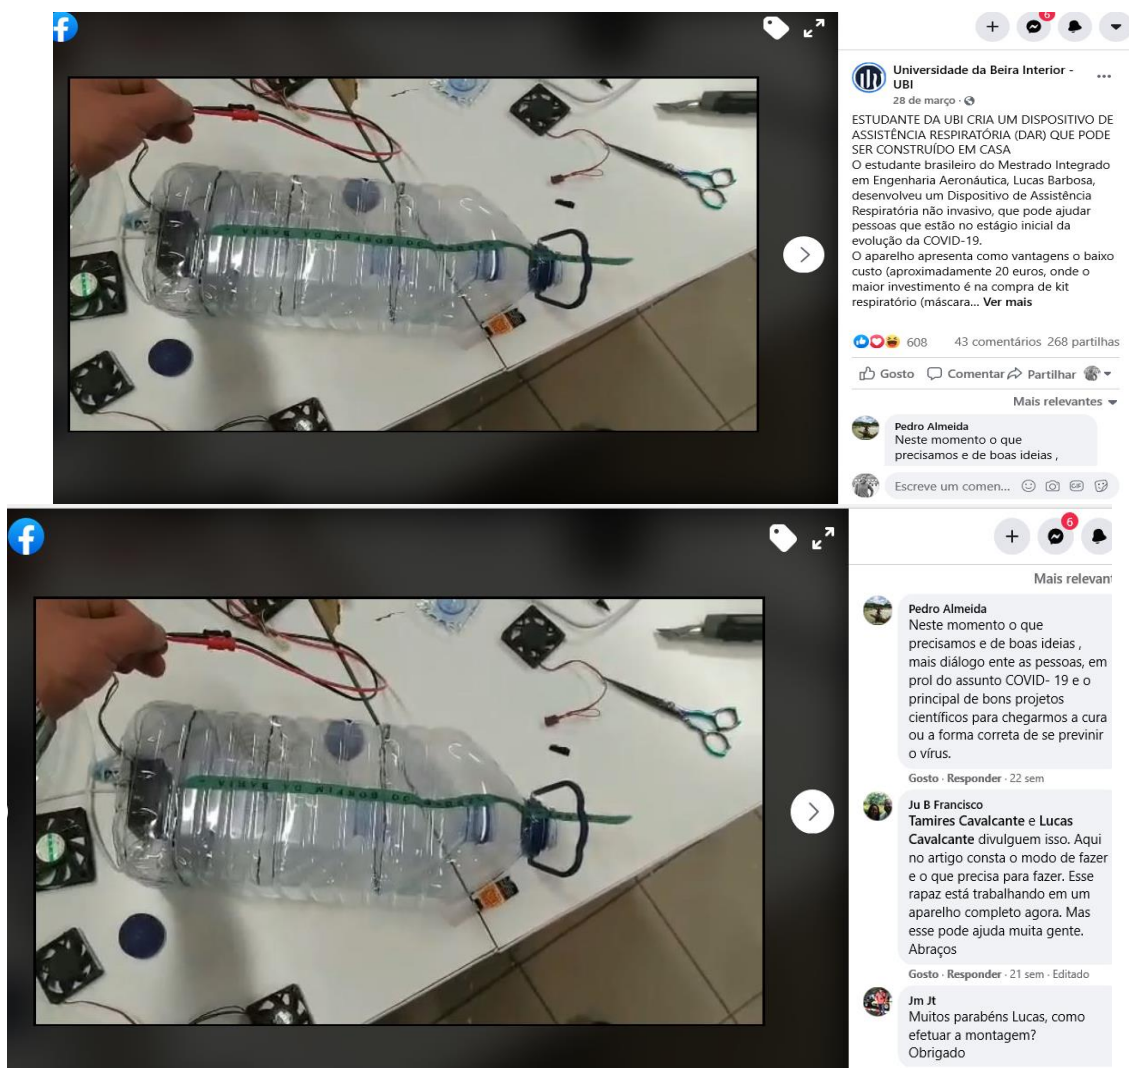 6
Universidade da Beira Interior -
UBI
28 de março ·
ESTUDANTE DA UBI CRIA UM DISPOSITIVO DE
ASSISTÊNCIA RESPIRATÓRIA (DAR) QUE PODE
SER CONSTRUÍDO EM CASA
O estudante brasileiro do Mestrado Integrado
em Engenharia Aeronáutica, Lucas Barbosa,
desenvolveu um Dispositivo de Assistência
Respiratória não invasivo, que pode ajudar
pessoas que estão no estágio inicial da
evolução da COVID-19.
O aparelho apresenta como vantagens o baixo
custo (aproximadamente 20 euros, onde o
maior investimento é na compra de kit
respiratório (máscara... Ver mais
608 43 comentários 268 partilhas
Gosto Comentar Partilhar
Mais relevantes
Pedro Almeida
Neste momento o que
precisamos e de boas ideias ,
Escreve um comen...
DO BONFIM DA BAHIA
6
Mais relevant
Pedro Almeida
Neste momento o que
precisamos e de boas ideias ,
mais diálogo ente as pessoas, em
prol do assunto COVID- 19 e o
principal de bons projetos
científicos para chegarmos a cura
ou a forma correta de se previnir
o vírus.
Gosto · Responder · 22 sem
Ju B Francisco
Tamires Cavalcante e Lucas
Cavalcante divulguem isso. Aqui
no artigo consta o modo de fazer
e o que precisa para fazer. Esse
rapaz está trabalhando em um
aparelho completo agora. Mas
esse pode ajuda muita gente.
Abraços
Gosto · Responder · 21 sem · Editado
Jm Jt
Muitos parabéns Lucas, como
efetuar a montagem?
Obrigado
DO BONFIM DA BAHIA